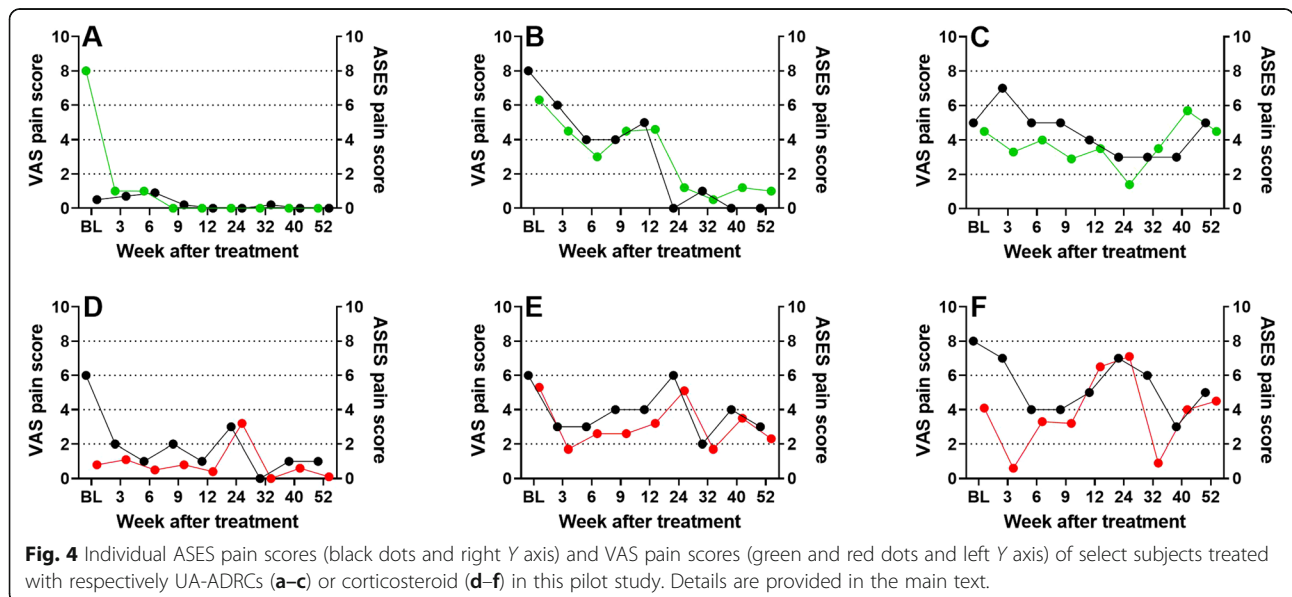 A
B
C
10 10 10 10 10 10
8 8 8 8 8 8
6 6 6 6 6 6
4 4 4 4 4 4
2 2 2 2 2 2
0 0 0 0 0 0
VAS pain score ASES pain score VAS pain score ASES pain score VAS pain score ASES pain score
BL 3 6 9 12 24 32 40 52 BL 3 6 9 12 24 32 40 52 BL 3 6 9 12 24 32 40 52
Week after treatment Week after treatment Week after treatment
D
E
F
10 10 10 10 10 10
8 8 8 8 8 8
6 6 6 6 6 6
4 4 4 4 4 4
2 2 2 2 2 2
0 0 0 0 0 0
VAS pain score ASES pain score VAS pain score ASES pain score VAS pain score ASES pain score
BL 3 6 9 12 24 32 40 52 BL 3 6 9 12 24 32 40 52 BL 3 6 9 12 24 32 40 52
Week after treatment Week after treatment Week after treatment
Fig. 4 Individual ASES pain scores (black dots and right Y axis) and VAS pain scores (green and red dots and left Y axis) of select subjects treated
with respectively UA-ADRCs (a–c) or corticosteroid (d–f) in this pilot study. Details are provided in the main text.